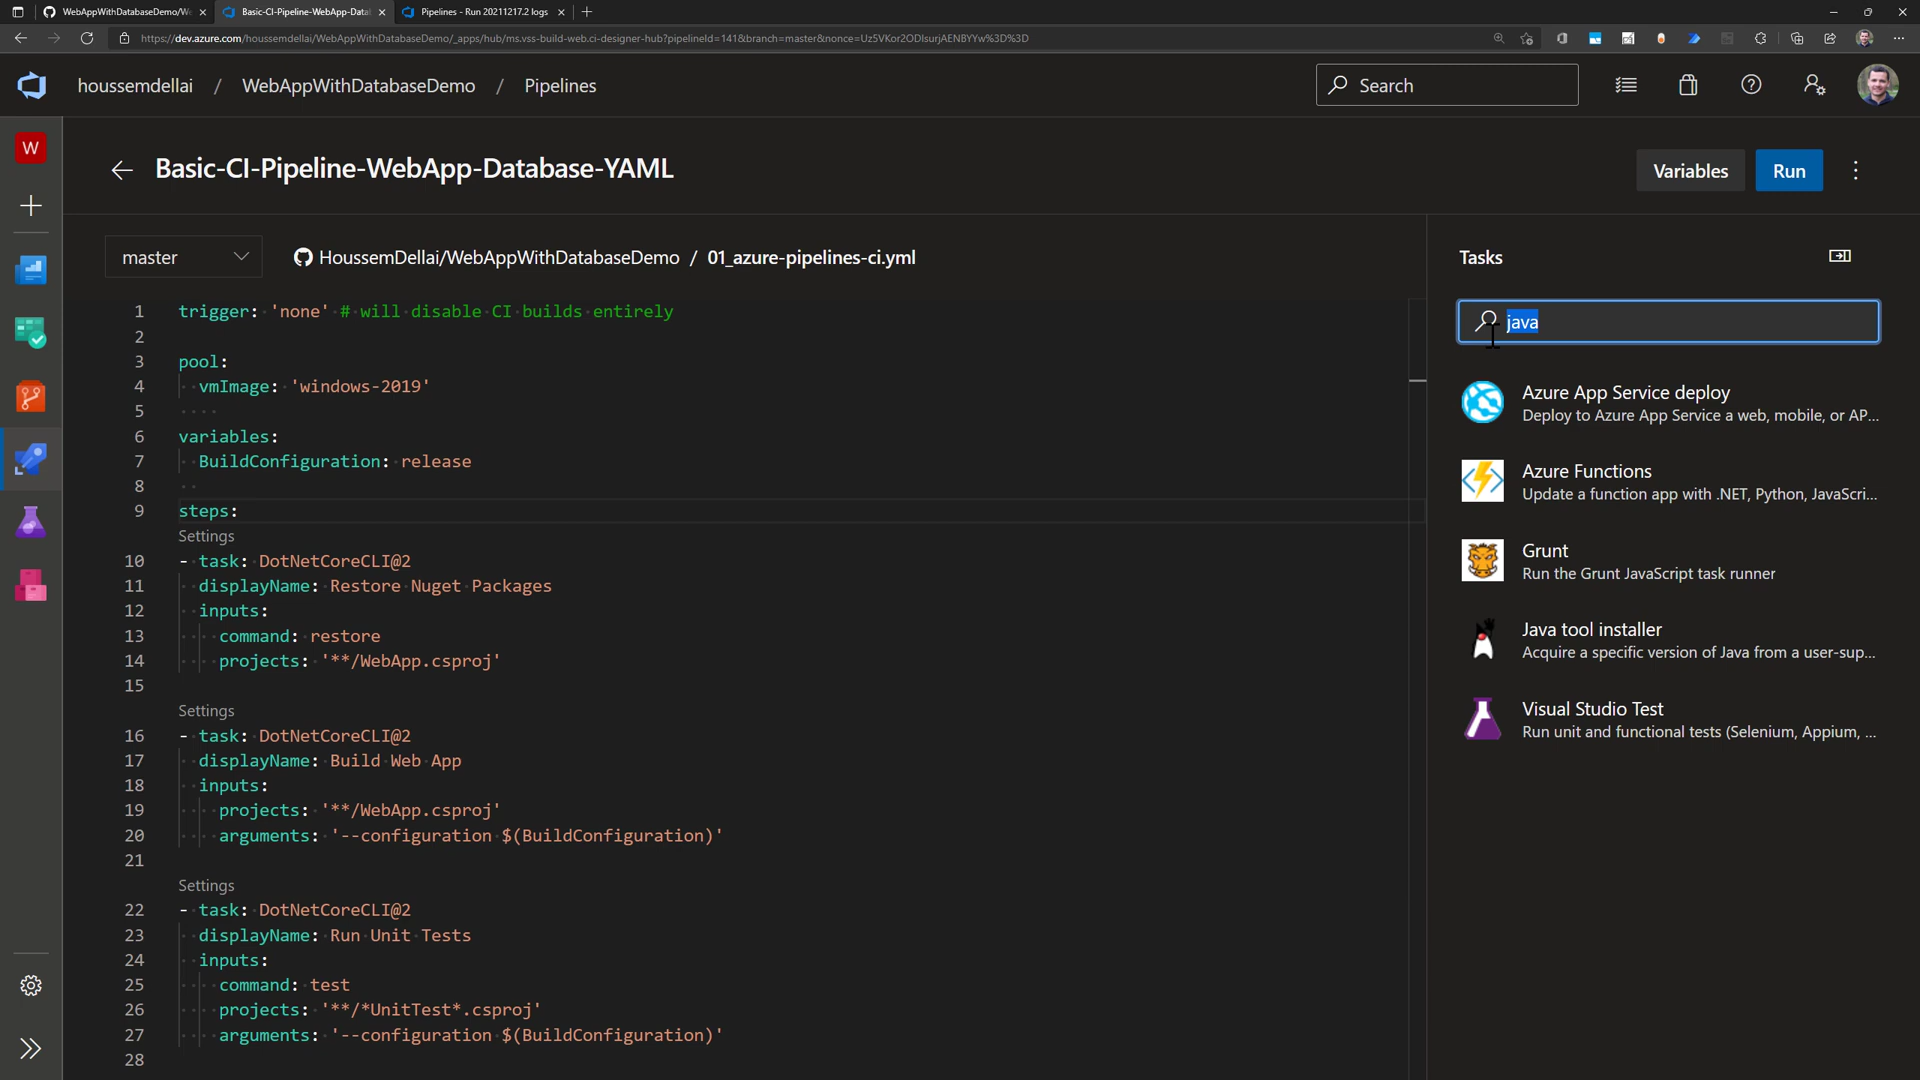 WebAppWithDatabaseDemo/W
Basic-CI-Pipeline-WebApp-Data
Pipelines - Run 20211217.2 logs
https://dev.azure.com/houssemdellai/WebAppWithDatabaseDemo/_apps/hub/ms.vss-build-web.ci-designer-hub?pipelineId=141&branch=master&nonce=Uz5VKor2ODIsurjAENBYYw%3D%3D
houssemdellai / WebAppWithDatabaseDemo / Pipelines
Search
W
Basic-CI-Pipeline-WebApp-Database-YAML
Variables
Run
master
HoussemDellai/WebAppWithDatabaseDemo / 01_azure-pipelines-ci.yml
1 trigger: 'none' # will disable CI builds entirely
2
3 pool:
4 vmImage: 'windows-2019'
5
6 variables:
7 BuildConfiguration: release
8
9 steps:
Settings
10 - task: DotNetCoreCLI@2
11 displayName: Restore Nuget Packages
12 inputs:
13 command: restore
14 projects: '**/WebApp.csproj'
15
Settings
16 - task: DotNetCoreCLI@2
17 displayName: Build Web App
18 inputs:
19 projects: '**/WebApp.csproj'
20 arguments: '--configuration $(BuildConfiguration)'
21
Settings
22 - task: DotNetCoreCLI@2
23 displayName: Run Unit Tests
24 inputs:
25 command: test
26 projects: '**/*UnitTest*.csproj'
27 arguments: '--configuration $(BuildConfiguration)'
28
Tasks
java
Azure App Service deploy
Deploy to Azure App Service a web, mobile, or AP...
Azure Functions
Update a function app with .NET, Python, JavaScri...
Grunt
Run the Grunt JavaScript task runner
Java tool installer
Acquire a specific version of Java from a user-sup...
Visual Studio Test
Run unit and functional tests (Selenium, Appium, ...